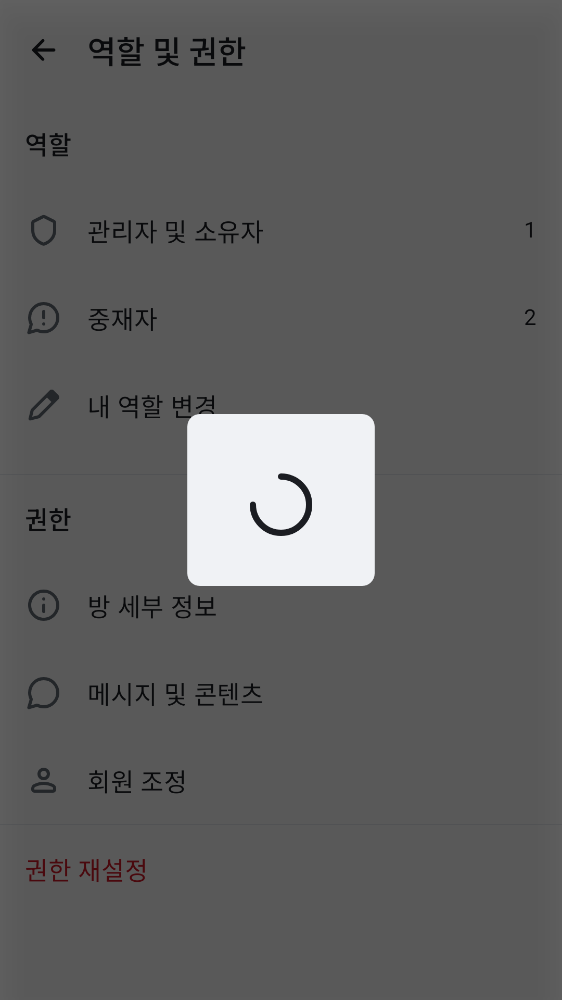 역할 및 권한
역할
관리자 및 소유자 1
중재자 2
내 역할 변경
권한
방 세부 정보
메시지 및 콘텐츠
회원 조정
권한 재설정